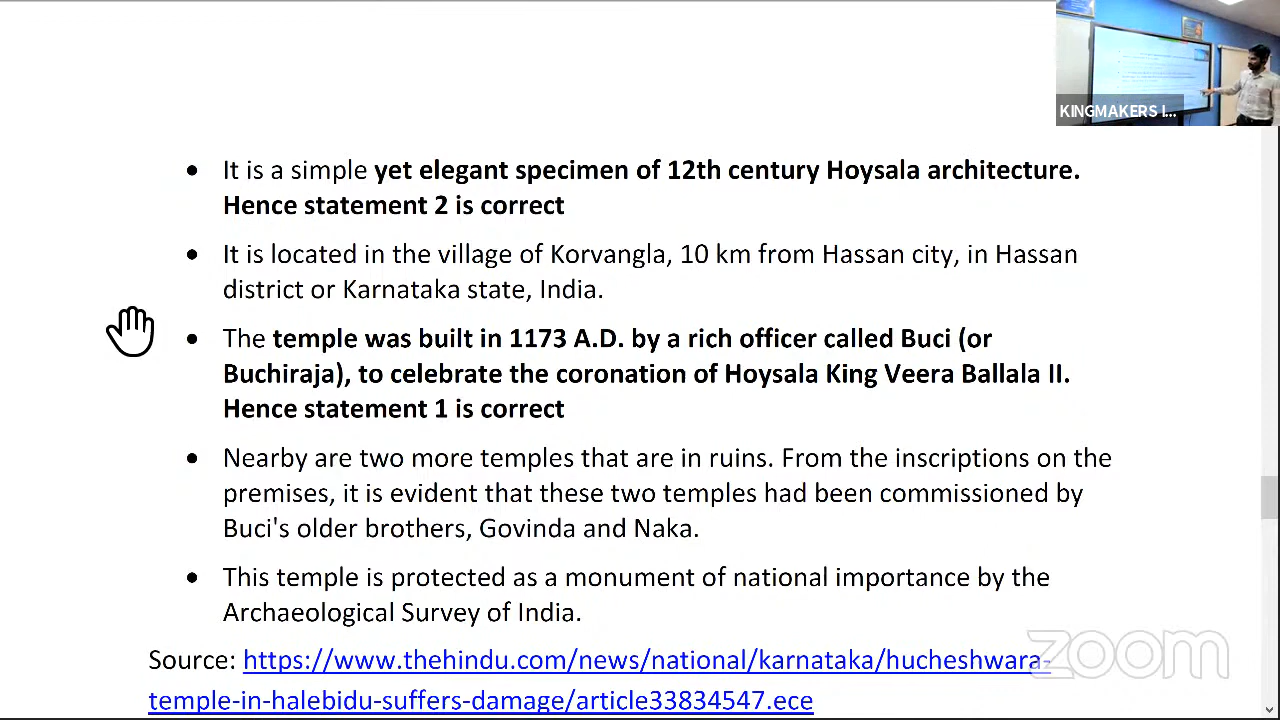 KINGMAKERS I...
• It is a simple yet elegant specimen of 12th century Hoysala architecture.
Hence statement 2 is correct
• It is located in the village of Korvangla, 10 km from Hassan city, in Hassan
district or Karnataka state, India.
• The temple was built in 1173 A.D. by a rich officer called Buci (or
Buchiraja), to celebrate the coronation of Hoysala King Veera Ballala II.
Hence statement 1 is correct
• Nearby are two more temples that are in ruins. From the inscriptions on the
premises, it is evident that these two temples had been commissioned by
Buci's older brothers, Govinda and Naka.
• This temple is protected as a monument of national importance by the
Archaeological Survey of India.
Source: https://www.thehindu.com/news/national/karnataka/hucheshwara-
temple-in-halebidu-suffers-damage/article33834547.ece
zoom